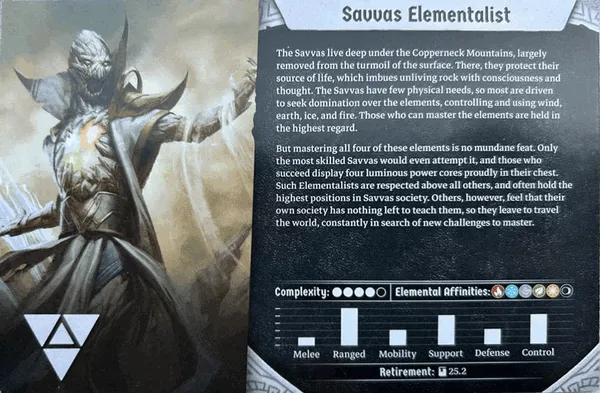 Savvas Elementalist
The Savvas live deep under the Copperneck Mountains, largely
removed from the turmoil of the surface. There, they protect their
source of life, which imbues unliving rock with consciousness and
thought. The Savvas have few physical needs, so most are driven
to seek domination over the elements, controlling and using wind,
earth, ice, and fire. Those who can master the elements are held in
the highest regard.
But mastering all four of these elements is no mundane feat. Only
the most skilled Savvas would even attempt it, and those who
succeed display four luminous power cores proudly in their chest.
Such Elementalists are respected above all others, and often hold the
highest positions in Savvas society. Others, however, feel that their
own society has nothing left to teach them, so they leave to travel
the world, constantly in search of new challenges to master.
Complexity: Elemental Affinities:
Melee Ranged Mobility Support Defense Control
Retirement: 25.2